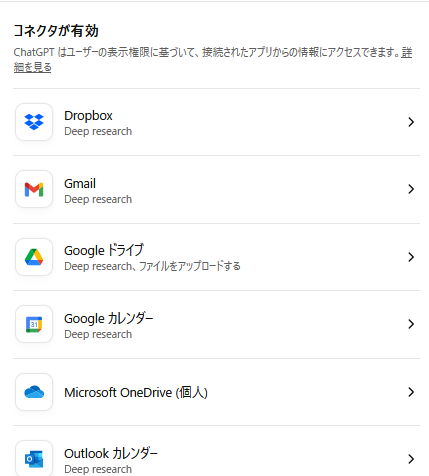 コネクタが有効
ChatGPT はユーザーの表示権限に基づいて、接続されたアプリからの情報にアクセスできます。詳
細を見る
Dropbox
Deep research
Gmail
Deep research
Google ドライブ
Deep research、ファイルをアップロードする
Google カレンダー
31
Deep research
Microsoft OneDrive (個人)
Outlook カレンダー
Deep research